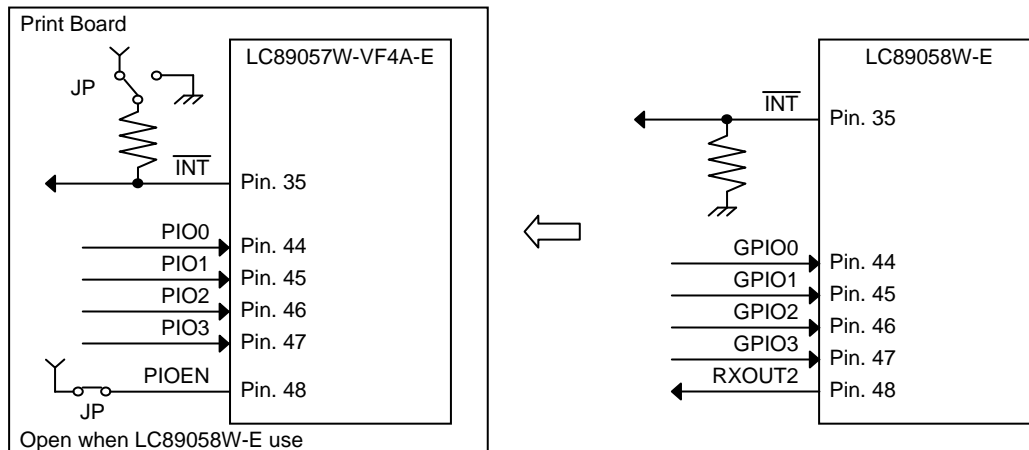 Print Board
LC89057W-VF4A-E
JP
INT
Pin. 35
PIO0
Pin. 44
PIO1
Pin. 45
PIO2
Pin. 46
PIO3
Pin. 47
PIOEN
Pin. 48
JP
Open when LC89058W-E use
LC89058W-E
INT
Pin. 35
GPIO0
Pin. 44
GPIO1
Pin. 45
GPIO2
Pin. 46
GPIO3
Pin. 47
RXOUT2
Pin. 48